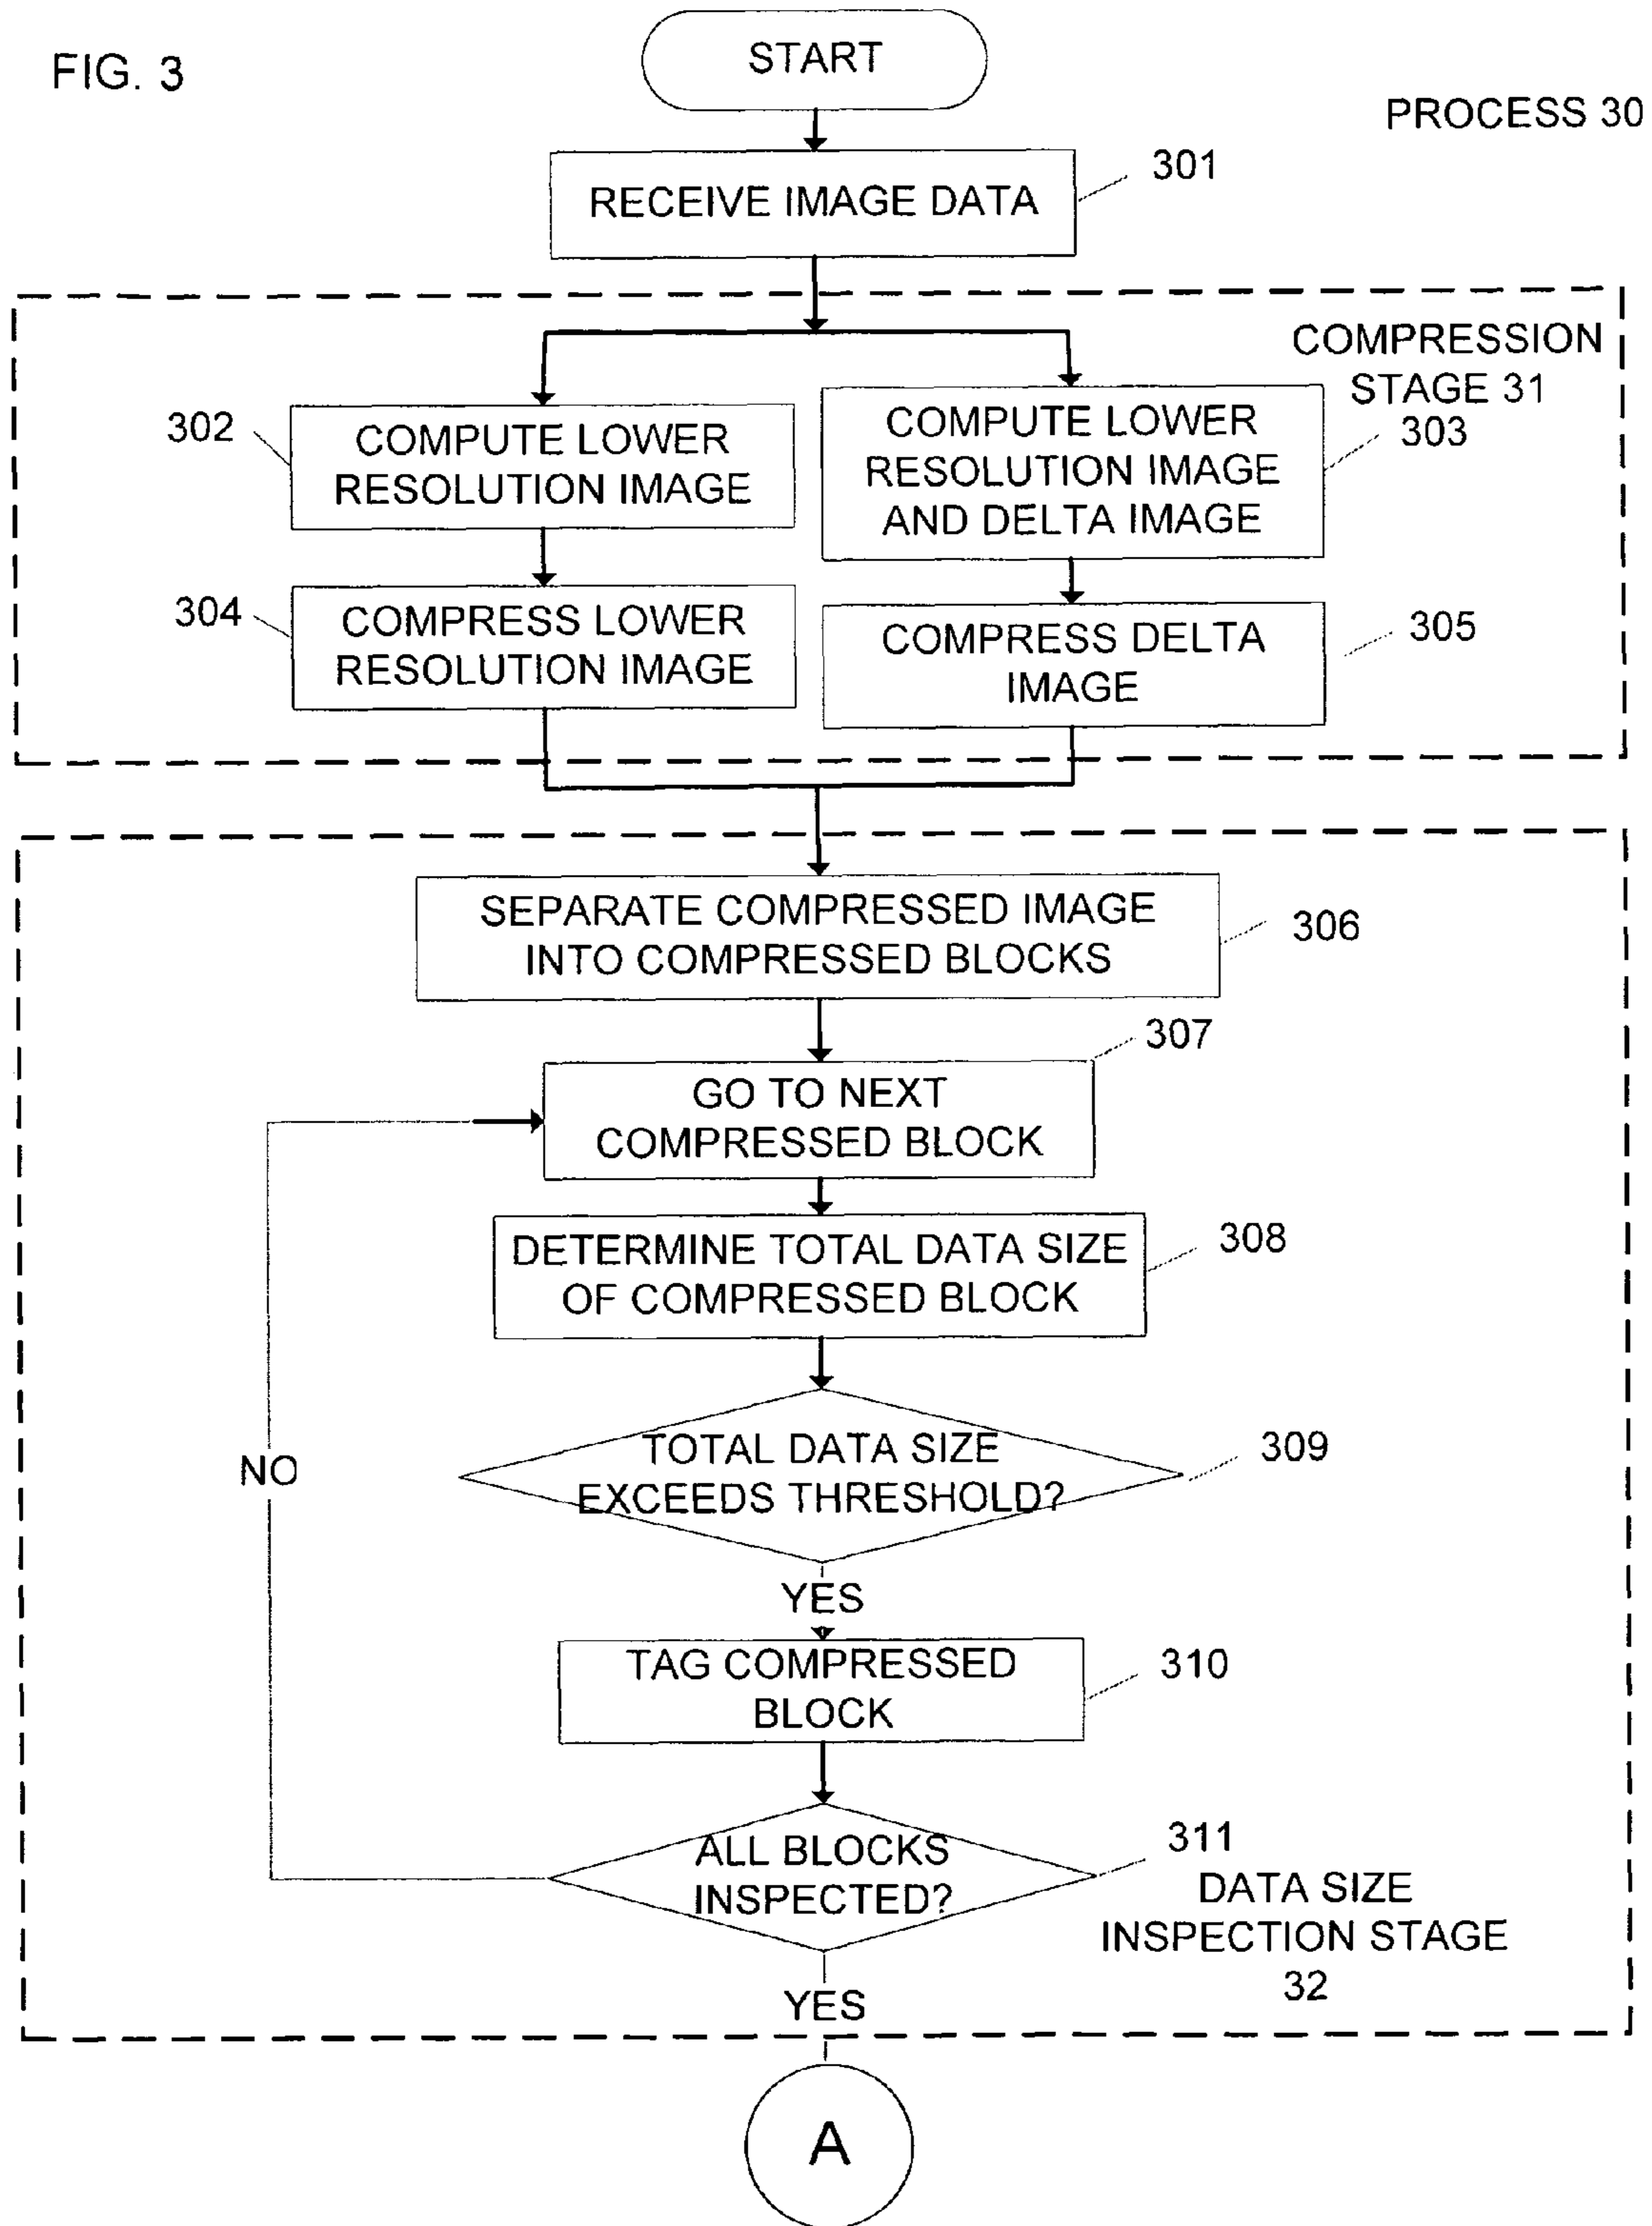 FIG. 3
START
PROCESS 30
RECEIVE IMAGE DATA
301
COMPRESSION
STAGE 31
302
COMPUTE LOWER
RESOLUTION IMAGE
COMPUTE LOWER
RESOLUTION IMAGE
AND DELTA IMAGE
303
304
COMPRESS LOWER
RESOLUTION IMAGE
COMPRESS DELTA
IMAGE
305
SEPARATE COMPRESSED IMAGE
INTO COMPRESSED BLOCKS
306
307
GO TO NEXT
COMPRESSED BLOCK
DETERMINE TOTAL DATA SIZE
OF COMPRESSED BLOCK
308
TOTAL DATA SIZE
EXCEEDS THRESHOLD?
309
NO
YES
TAG COMPRESSED
BLOCK
310
ALL BLOCKS
INSPECTED?
311
DATA SIZE
INSPECTION STAGE
32
YES
A